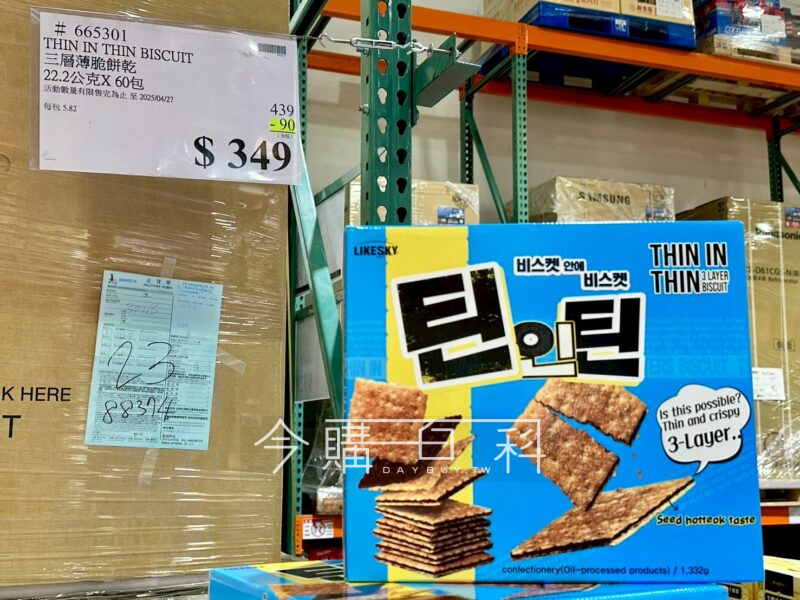 # 665301
THIN IN THIN BISCUIT
三層薄脆餅乾
22.2公克X 60包
活動數量有限售完為止 至 2025/04/27
每包 5.82
439
- 90
$ 349
23
K HERE
T
SAMSUNG
Panasonic
LIKESKY
비스켓 안에
비스켓
THIN IN
THIN 3 LAYER
BISCUIT
틴인틴
Is this possible?
Thin and crispy
3-Layer..
Seed hotteok taste
confectionery(Oil-processed products) / 1,332g
今購百科
DAYBUY.TW